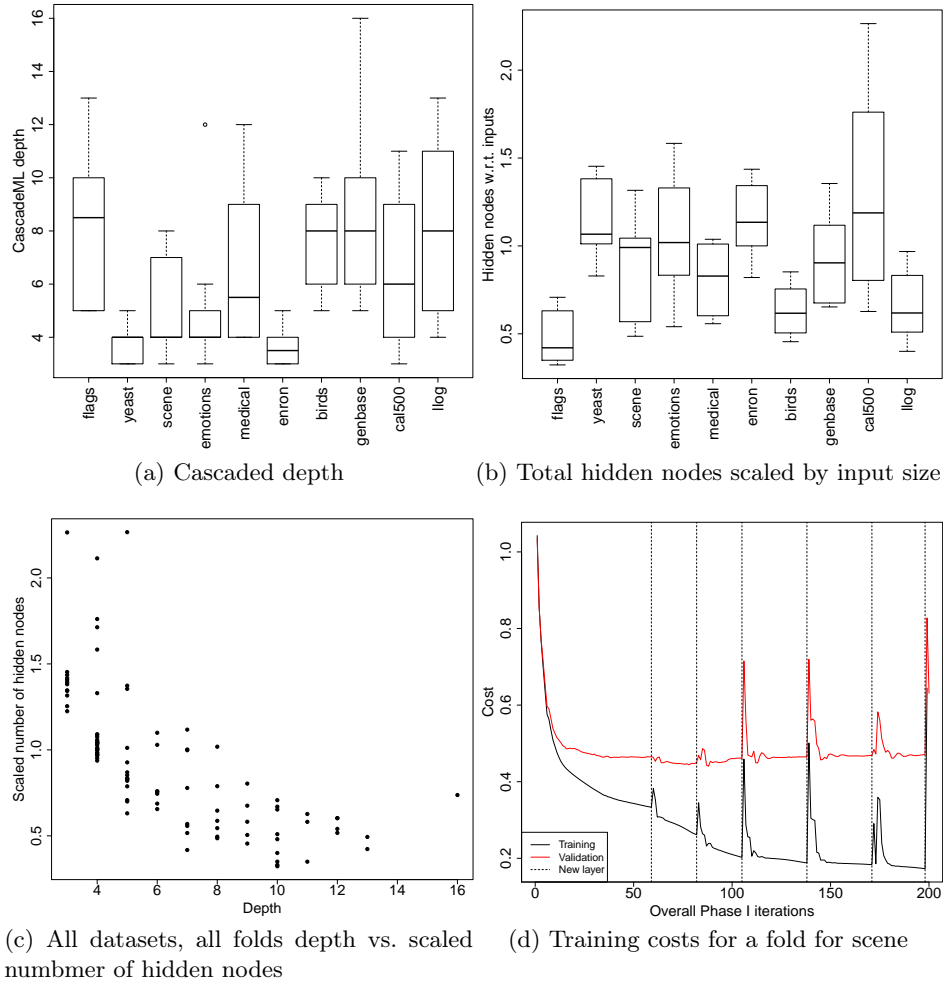 CascadeML depth
16
14
12
10
8
6
4
flags
yeast
scene
emotions
medical
enron
birds
genbase
cal500
llog
(a) Cascaded depth
Hidden nodes w.r.t. inputs
2.0
1.5
1.0
0.5
flags
yeast
scene
emotions
medical
enron
birds
genbase
cal500
llog
(b) Total hidden nodes scaled by input size
Scaled number of hidden nodes
2.0
1.5
1.0
0.5
4 6 8 10 12 14 16
Depth
(c) All datasets, all folds depth vs. scaled
numbmer of hidden nodes
Cost
1.0
0.8
0.6
0.4
0.2
Training
Validation
New layer
0 50 100 150 200
Overall Phase I iterations
(d) Training costs for a fold for scene